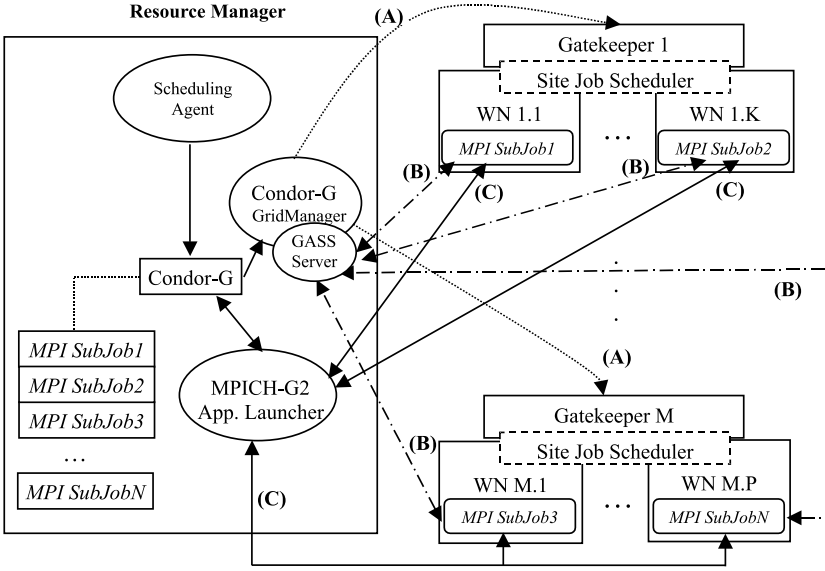 Resource Manager
(A)
Gatekeeper 1
Site Job Scheduler
WN 1.1
WN 1.K
MPI SubJob1
...
MPI SubJob2
(B)
(C)
(B)
(C)
Scheduling
Agent
Condor-G
GridManager
GASS
Server
Condor-G
(B)
MPI SubJob1
MPI SubJob2
MPI SubJob3
...
MPI SubJobN
MPICH-G2
App. Launcher
(A)
(B)
(C)
Gatekeeper M
Site Job Scheduler
WN M.1
WN M.P
MPI SubJob3
...
MPI SubJobN